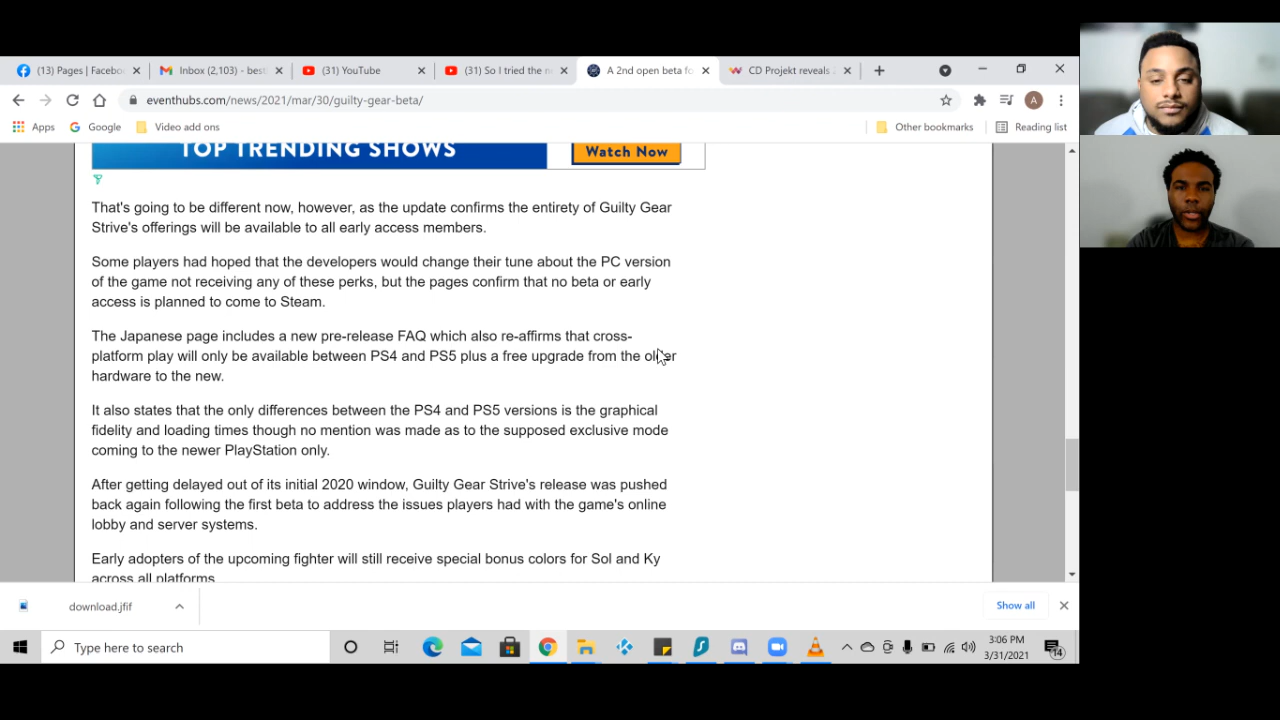 (13) Pages | Facebo
Inbox (2,103) - best
(31) YouTube
(31) So I tried the n
A 2nd open beta fo
CD Projekt reveals
eventhubs.com/news/2021/mar/30/guilty-gear-beta/
A
Apps
Google
Video add ons
Other bookmarks
Reading list
TOP TRENDING SHOWS
Watch Now
That's going to be different now, however, as the update confirms the entirety of Guilty Gear
Strive's offerings will be available to all early access members.
Some players had hoped that the developers would change their tune about the PC version
of the game not receiving any of these perks, but the pages confirm that no beta or early
access is planned to come to Steam.
The Japanese page includes a new pre-release FAQ which also re-affirms that cross-
platform play will only be available between PS4 and PS5 plus a free upgrade from the older
hardware to the new.
It also states that the only differences between the PS4 and PS5 versions is the graphical
fidelity and loading times though no mention was made as to the supposed exclusive mode
coming to the newer PlayStation only.
After getting delayed out of its initial 2020 window, Guilty Gear Strive's release was pushed
back again following the first beta to address the issues players had with the game's online
lobby and server systems.
Early adopters of the upcoming fighter will still receive special bonus colors for Sol and Ky
across all platforms
download.jfif
Show all
Type here to search
3:06 PM
3/31/2021
14